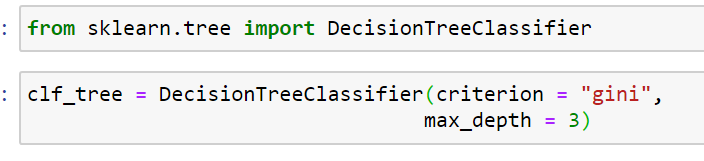 : from sklearn.tree import DecisionTreeClassifier
: clf_tree = DecisionTreeClassifier(criterion = "gini",
max_depth = 3)